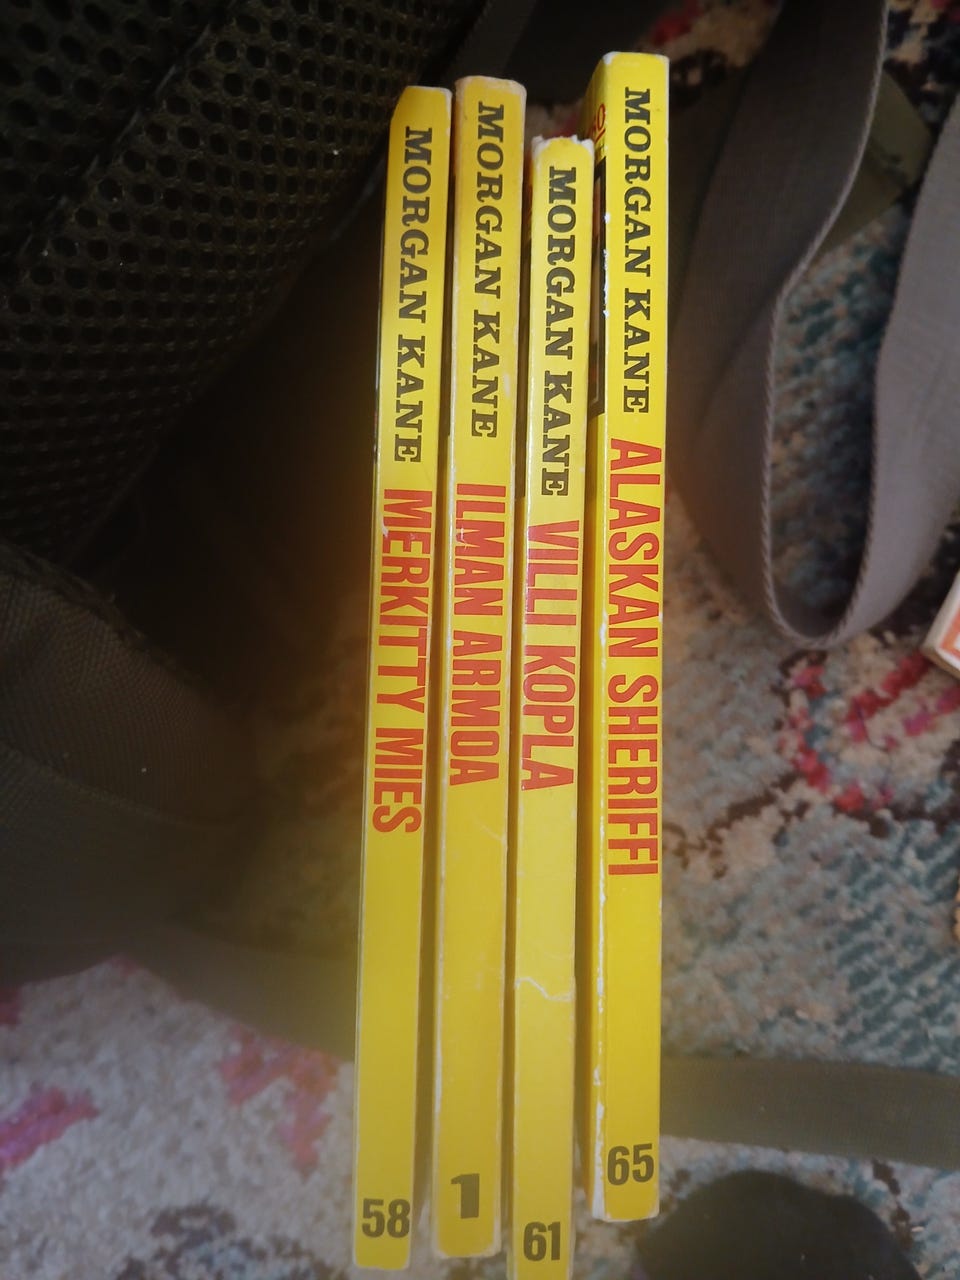 MORGAN KANE MERKITTY MIES 58
MORGAN KANE ILMAN ARMOA 1
MORGAN KANE VILLI KOPLA 61
MORGAN KANE ALASKAN SHERIFFI 65